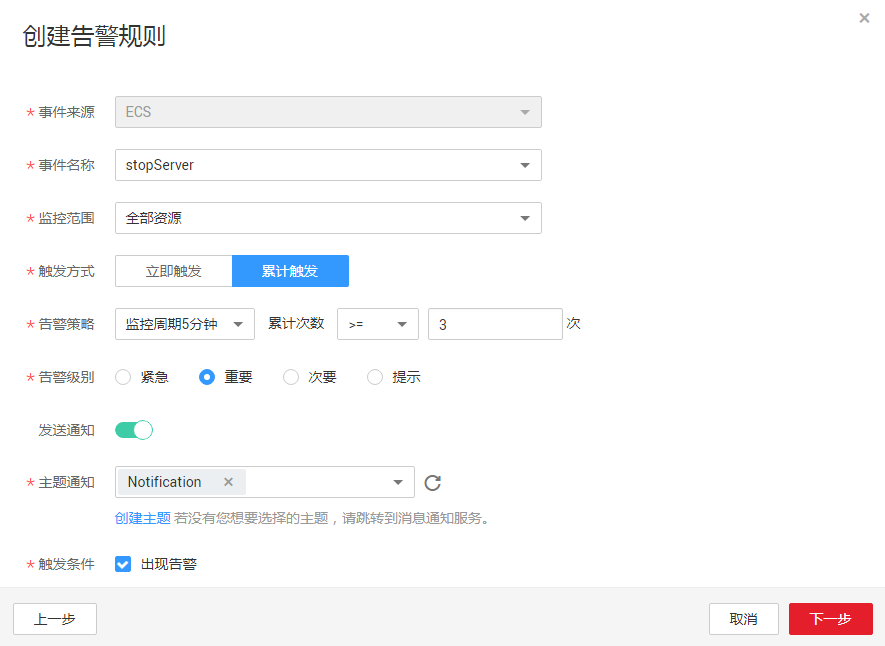 创建告警规则
* 事件来源 ECS
* 事件名称 stopServer
* 监控范围 全部资源
* 触发方式 立即触发 累计触发
* 告警策略 监控周期5分钟 累计次数 >= 3 次
* 告警级别 紧急 重要 次要 提示
发送通知
* 主题通知 Notification ×
创建主题 若没有您想要选择的主题，请跳转到消息通知服务。
* 触发条件 出现告警
上一步 取消 下一步